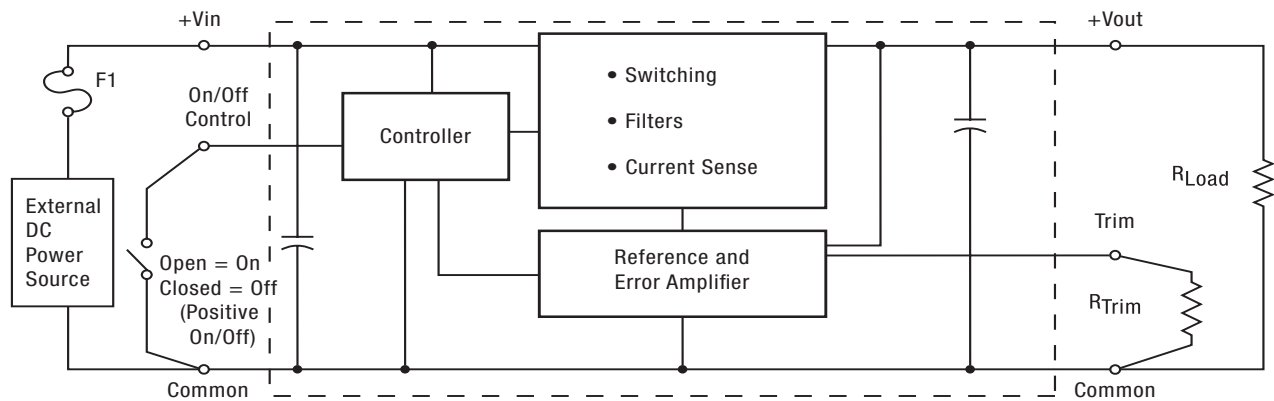 +Vin
+Vout
F1
On/Off
Control
Controller
• Switching
• Filters
• Current Sense
RLoad
External
DC
Power
Source
Open = On
Closed = Off
(Positive
On/Off)
Reference and
Error Amplifier
Trim
RTrim
Common
Common